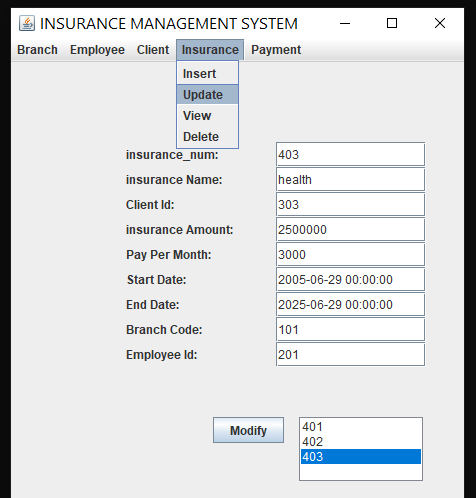 INSURANCE MANAGEMENT SYSTEM
Branch Employee Client Insurance Payment
Insert
Update
View
Delete
insurance_num: 403
insurance Name: health
Client Id: 303
insurance Amount: 2500000
Pay Per Month: 3000
Start Date: 2005-06-29 00:00:00
End Date: 2025-06-29 00:00:00
Branch Code: 101
Employee Id: 201
Modify
401
402
403